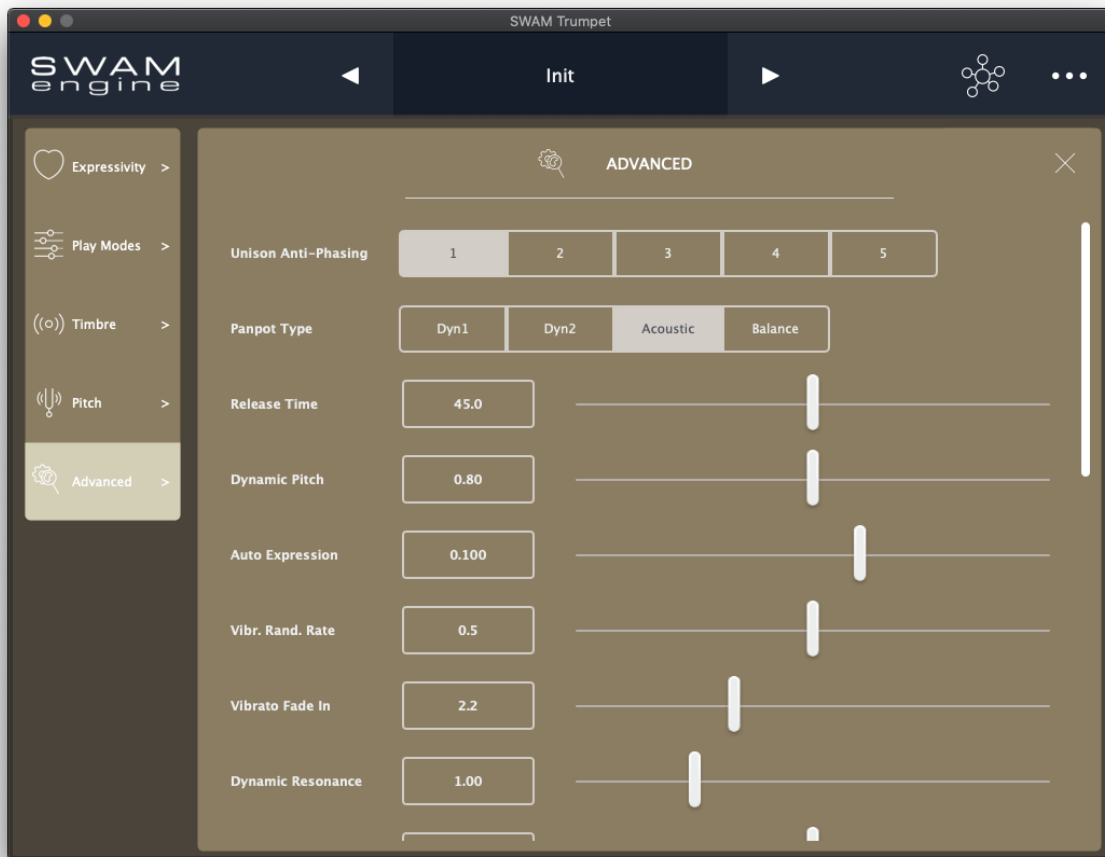 SWAM Trumpet
SWAM
engine
Init
Expressivity >
Play Modes >
Timbre >
Pitch >
Advanced >
ADVANCED
Unison Anti-Phasing 1 2 3 4 5
Panpot Type Dyn1 Dyn2 Acoustic Balance
Release Time 45.0
Dynamic Pitch 0.80
Auto Expression 0.100
Vibr. Rand. Rate 0.5
Vibrato Fade In 2.2
Dynamic Resonance 1.00